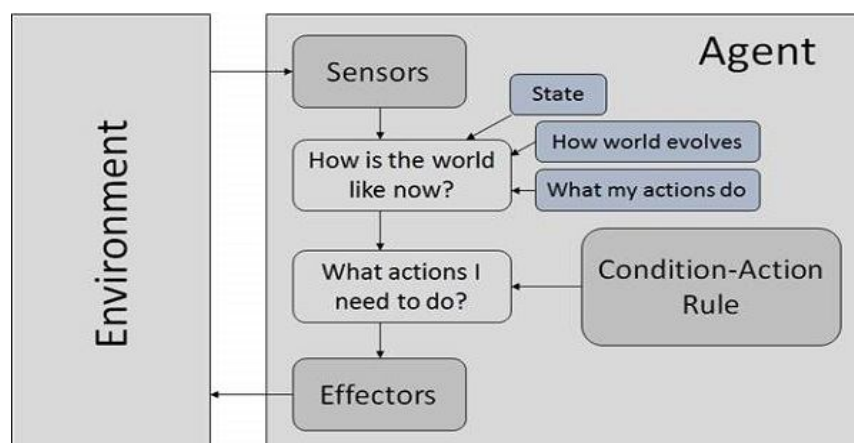 Environment
Agent
Sensors
State
How world evolves
What my actions do
How is the world
like now?
What actions I
need to do?
Condition-Action
Rule
Effectors